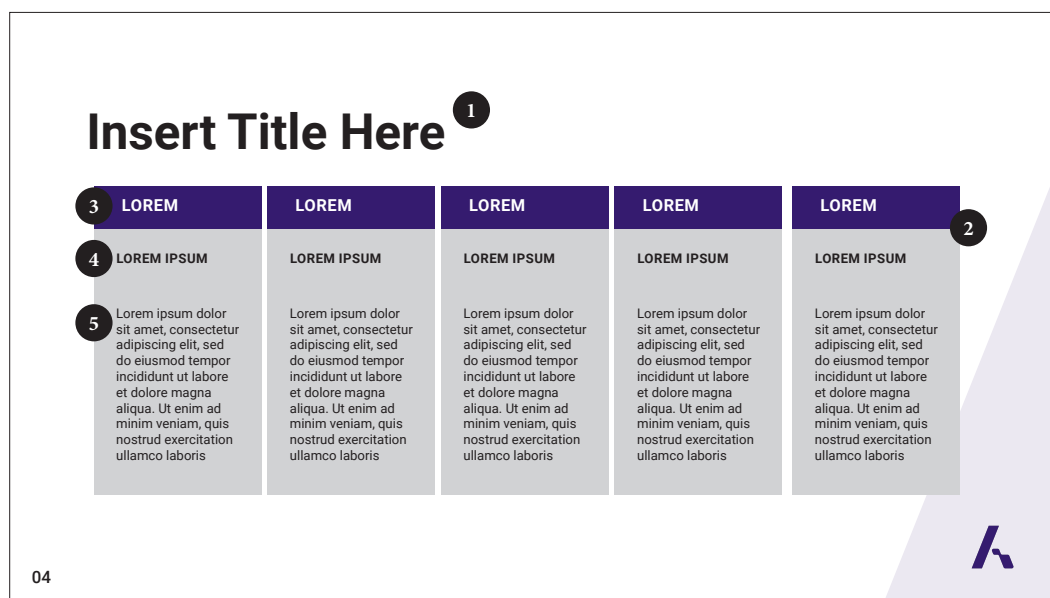 Insert Title Here
1
3
LOREM
LOREM
LOREM
LOREM
LOREM
2
4
LOREM IPSUM
LOREM IPSUM
LOREM IPSUM
LOREM IPSUM
LOREM IPSUM
5
Lorem ipsum dolor
sit amet, consectetur
adipiscing elit, sed
do eiusmod tempor
incididunt ut labore
et dolore magna
aliqua. Ut enim ad
minim veniam, quis
nostrud exercitation
ullamco laboris
Lorem ipsum dolor
sit amet, consectetur
adipiscing elit, sed
do eiusmod tempor
incididunt ut labore
et dolore magna
aliqua. Ut enim ad
minim veniam, quis
nostrud exercitation
ullamco laboris
Lorem ipsum dolor
sit amet, consectetur
adipiscing elit, sed
do eiusmod tempor
incididunt ut labore
et dolore magna
aliqua. Ut enim ad
minim veniam, quis
nostrud exercitation
ullamco laboris
Lorem ipsum dolor
sit amet, consectetur
adipiscing elit, sed
do eiusmod tempor
incididunt ut labore
et dolore magna
aliqua. Ut enim ad
minim veniam, quis
nostrud exercitation
ullamco laboris
Lorem ipsum dolor
sit amet, consectetur
adipiscing elit, sed
do eiusmod tempor
incididunt ut labore
et dolore magna
aliqua. Ut enim ad
minim veniam, quis
nostrud exercitation
ullamco laboris
04